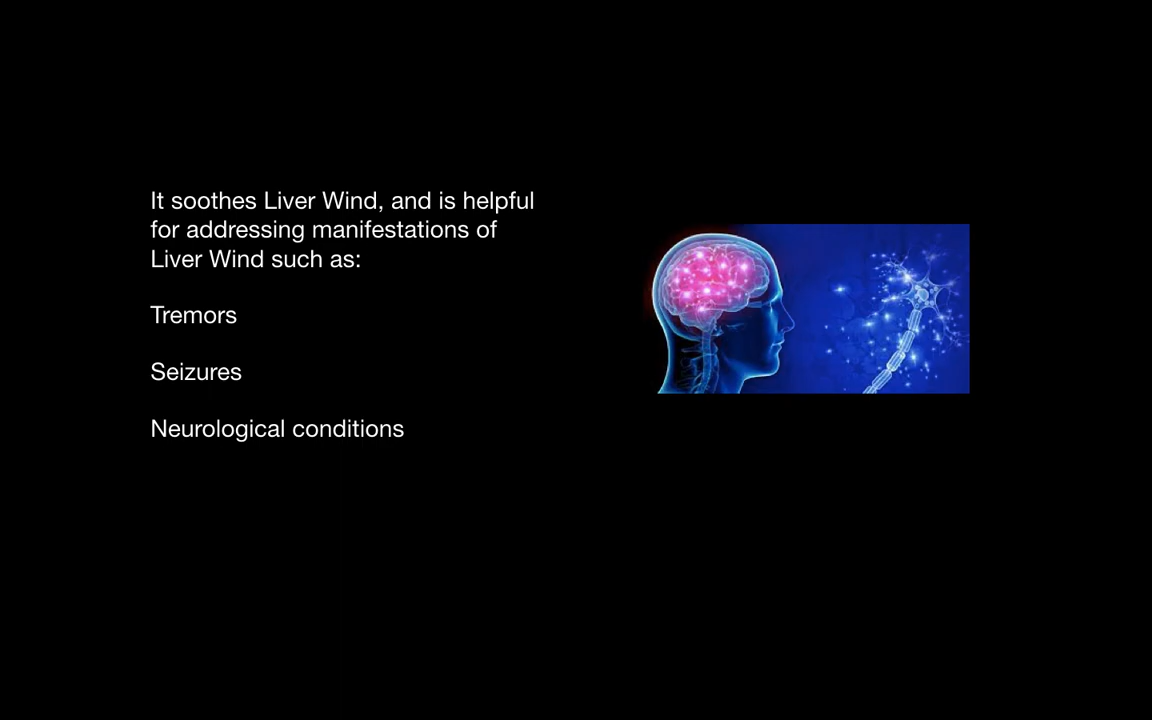 It soothes Liver Wind, and is helpful
for addressing manifestations of
Liver Wind such as:
Tremors
Seizures
Neurological conditions